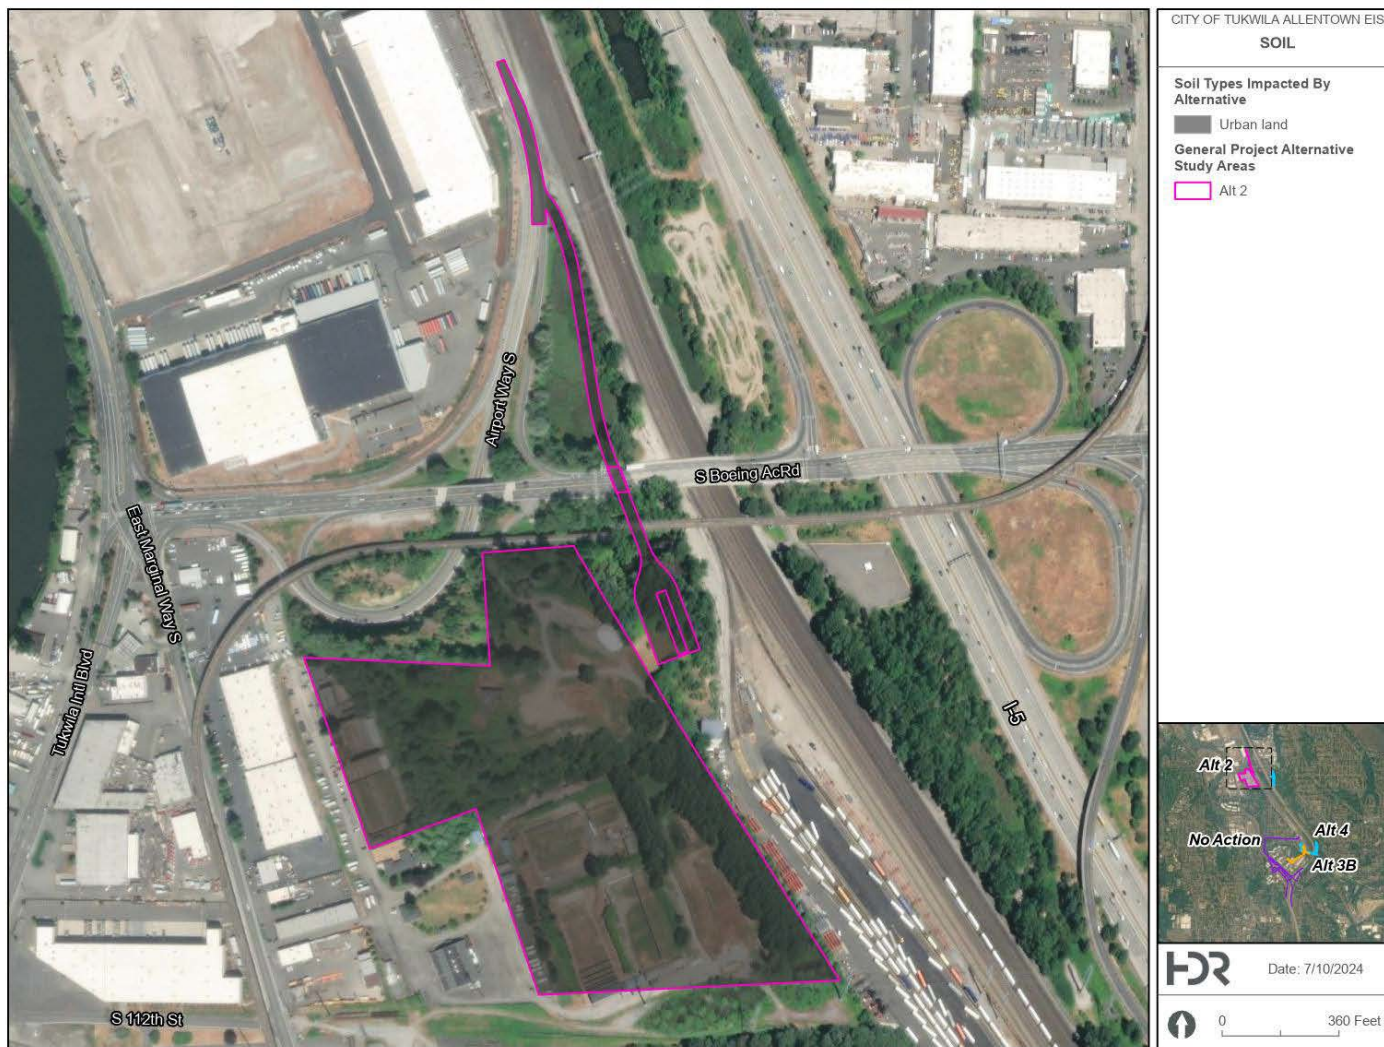 CITY OF TUKWILA ALLENTOWN EIS
SOIL
Soil Types Impacted By
Alternative
Urban land
General Project Alternative
Study Areas
Alt 2
Airport Way S
S Boeing AcRd
East Marginal Way S
Tukwila Intl Blvd
I-5
S 112th St
Alt 2
No Action
Alt 4
Alt 3B
HDR
Date: 7/10/2024
0 360 Feet